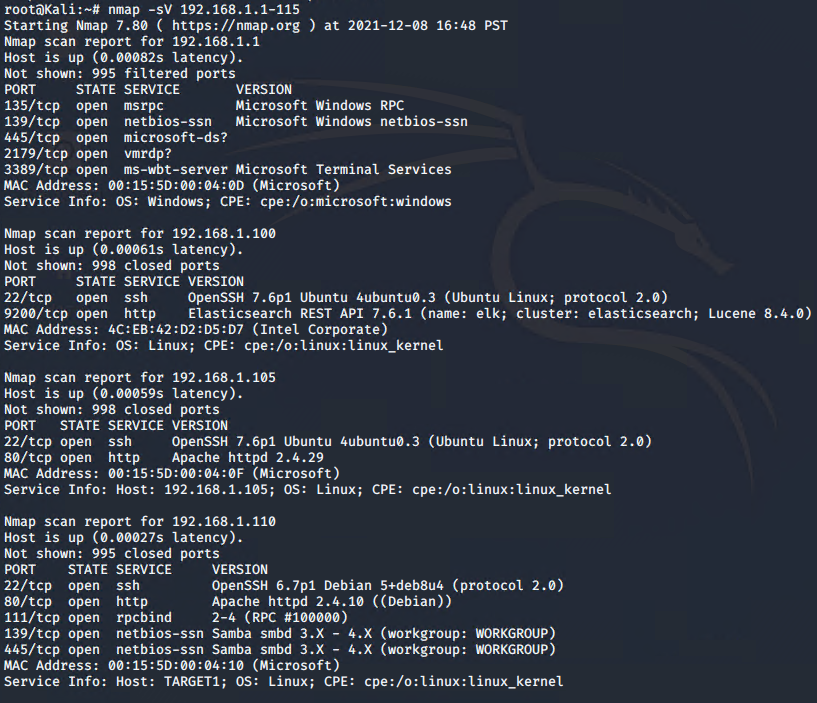 root@Kali:~# nmap -sV 192.168.1.1-115
Starting Nmap 7.80 ( https://nmap.org ) at 2021-12-08 16:48 PST
Nmap scan report for 192.168.1.1
Host is up (0.00082s latency).
Not shown: 995 filtered ports
PORT     STATE SERVICE       VERSION
135/tcp  open  msrpc         Microsoft Windows RPC
139/tcp  open  netbios-ssn   Microsoft Windows netbios-ssn
445/tcp  open  microsoft-ds?
2179/tcp open  vmrdp?
3389/tcp open  ms-wbt-server Microsoft Terminal Services
MAC Address: 00:15:5D:00:04:0D (Microsoft)
Service Info: OS: Windows; CPE: cpe:/o:microsoft:windows

Nmap scan report for 192.168.1.100
Host is up (0.00061s latency).
Not shown: 998 closed ports
PORT     STATE SERVICE VERSION
22/tcp   open  ssh     OpenSSH 7.6p1 Ubuntu 4ubuntu0.3 (Ubuntu Linux; protocol 2.0)
9200/tcp open  http    Elasticsearch REST API 7.6.1 (name: elk; cluster: elasticsearch; Lucene 8.4.0)
MAC Address: 4C:EB:42:D2:D5:D7 (Intel Corporate)
Service Info: OS: Linux; CPE: cpe:/o:linux:linux_kernel

Nmap scan report for 192.168.1.105
Host is up (0.00059s latency).
Not shown: 998 closed ports
PORT   STATE SERVICE VERSION
22/tcp open  ssh     OpenSSH 7.6p1 Ubuntu 4ubuntu0.3 (Ubuntu Linux; protocol 2.0)
80/tcp open  http    Apache httpd 2.4.29
MAC Address: 00:15:5D:00:04:0F (Microsoft)
Service Info: Host: 192.168.1.105; OS: Linux; CPE: cpe:/o:linux:linux_kernel

Nmap scan report for 192.168.1.110
Host is up (0.00027s latency).
Not shown: 995 closed ports
PORT    STATE SERVICE     VERSION
22/tcp  open  ssh         OpenSSH 6.7p1 Debian 5+deb8u4 (protocol 2.0)
80/tcp  open  http        Apache httpd 2.4.10 ((Debian))
111/tcp open  rpcbind     2-4 (RPC #100000)
139/tcp open  netbios-ssn Samba smbd 3.X - 4.X (workgroup: WORKGROUP)
445/tcp open  netbios-ssn Samba smbd 3.X - 4.X (workgroup: WORKGROUP)
MAC Address: 00:15:5D:00:04:10 (Microsoft)
Service Info: Host: TARGET1; OS: Linux; CPE: cpe:/o:linux:linux_kernel